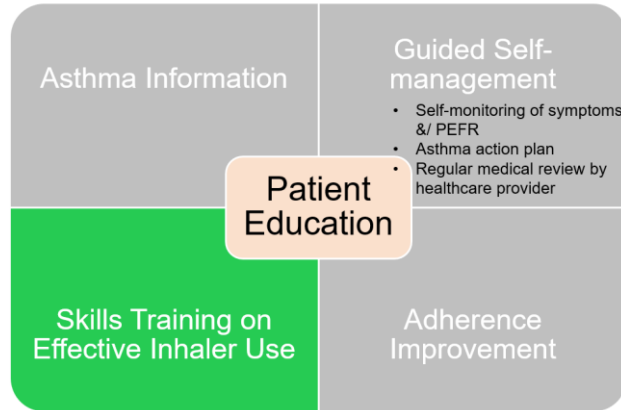 Asthma Information
Guided Self-
management
• Self-monitoring of symptoms
&/ PEFR
• Asthma action plan
• Regular medical review by
healthcare provider
Patient
Education
Skills Training on
Effective Inhaler Use
Adherence
Improvement